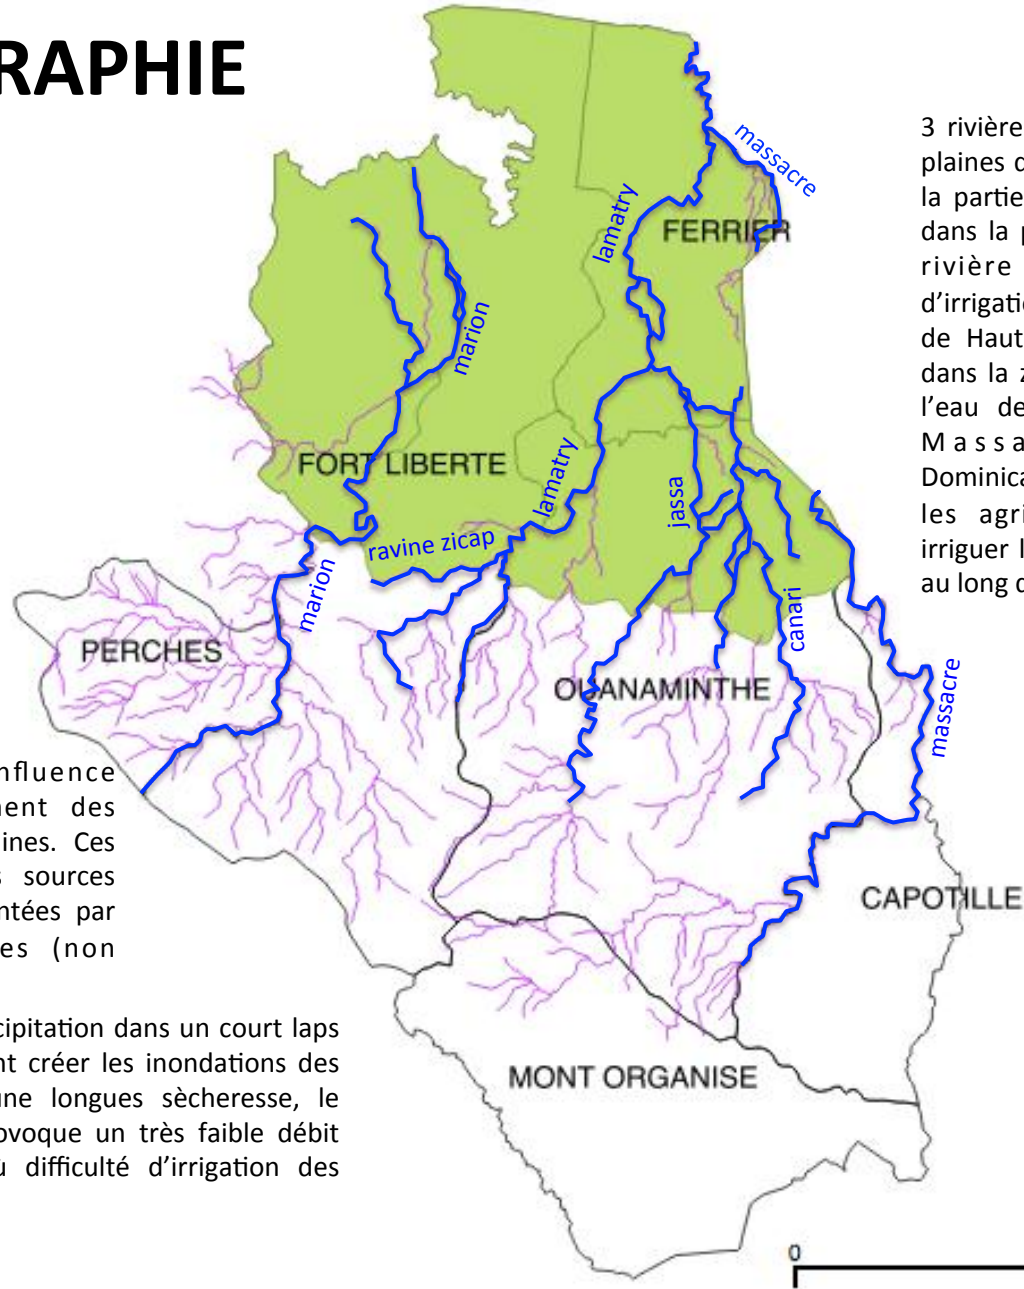 RAPHIE
3 rivière
plaines d
la partie
dans la p
rivière
d’irrigatio
de Haut
dans la z
l’eau de
Massa
Dominica
les agri
irriguer l
au long d
massacre
lamatry
FERRIER
marion
FORT LIBERTE
lamatry
jassa
ravine zicap
marion
canari
PERCHES
OUANAMINTHE
massacre
nfluence
nent des
ines. Ces
s sources
ntées par
es (non
CAPOTILLE
cipitation dans un court laps
nt créer les inondations des
une longues sècheresse, le
ovoque un très faible débit
ù difficulté d’irrigation des
MONT ORGANISE
0